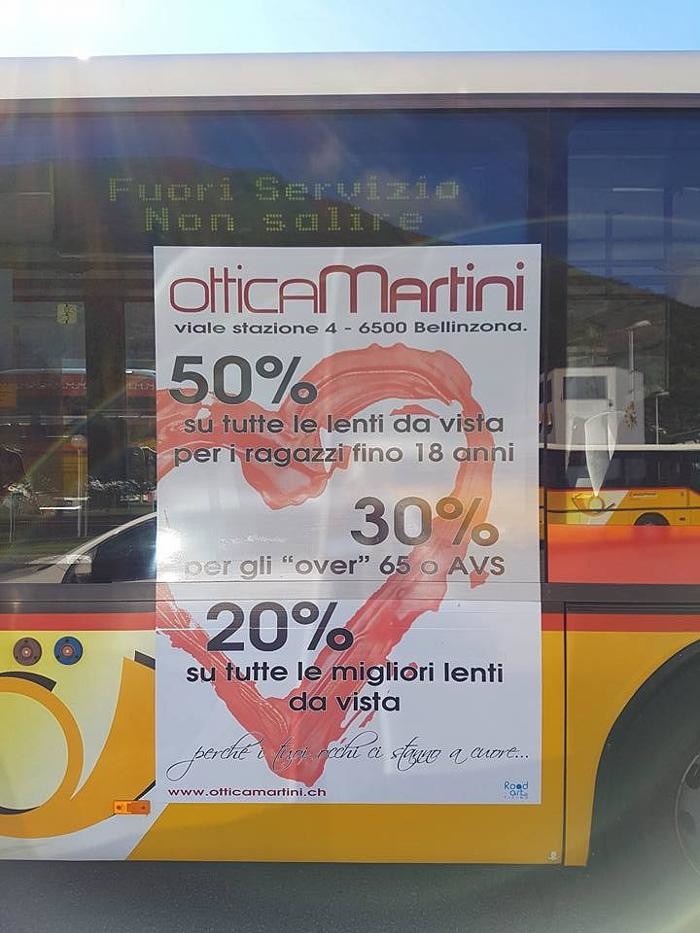 Fuori Servizio
Non salire
otticaMartini
viale stazione 4 - 6500 Bellinzona.
50%
su tutte le lenti da vista
per i ragazzi fino 18 anni
30%
per gli "over" 65 o AVS
20%
su tutte le migliori lenti
da vista
perché i tuoi occhi ci stanno a cuore...
www.otticamartini.ch
Road
art